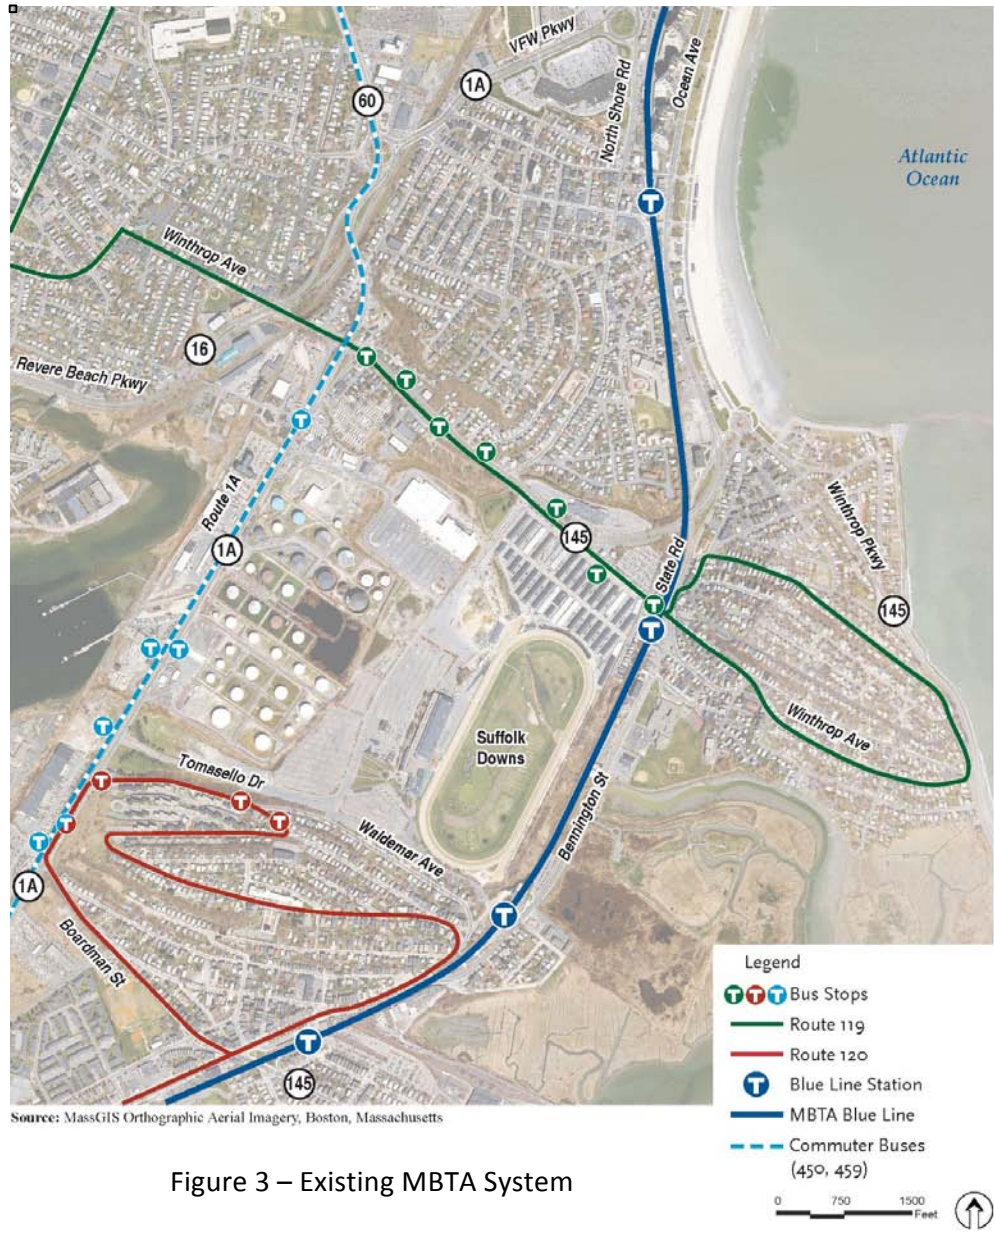 VFW Pkwy
1A
60
North Shore Rd
Ocean Ave
Atlantic
Ocean
T
Winthrop Ave
16
Revere Beach Pkwy
T
T
T
T
T
Route 1A
1A
T
145
T
State Rd
T
T
Winthrop Pkwy
145
T
T
T
Winthrop Ave
Suffolk
Downs
Tomasello Dr
T
T
T
T
T
Waldemar Ave
Bennington St
1A
T
Boardman St
T
145
Legend
T T T Bus Stops
Route 119
Route 120
T Blue Line Station
MBTA Blue Line
Commuter Buses
(450, 459)
0 750 1500
Feet
Source: MassGIS Orthographic Aerial Imagery, Boston, Massachusetts
Figure 3 – Existing MBTA System